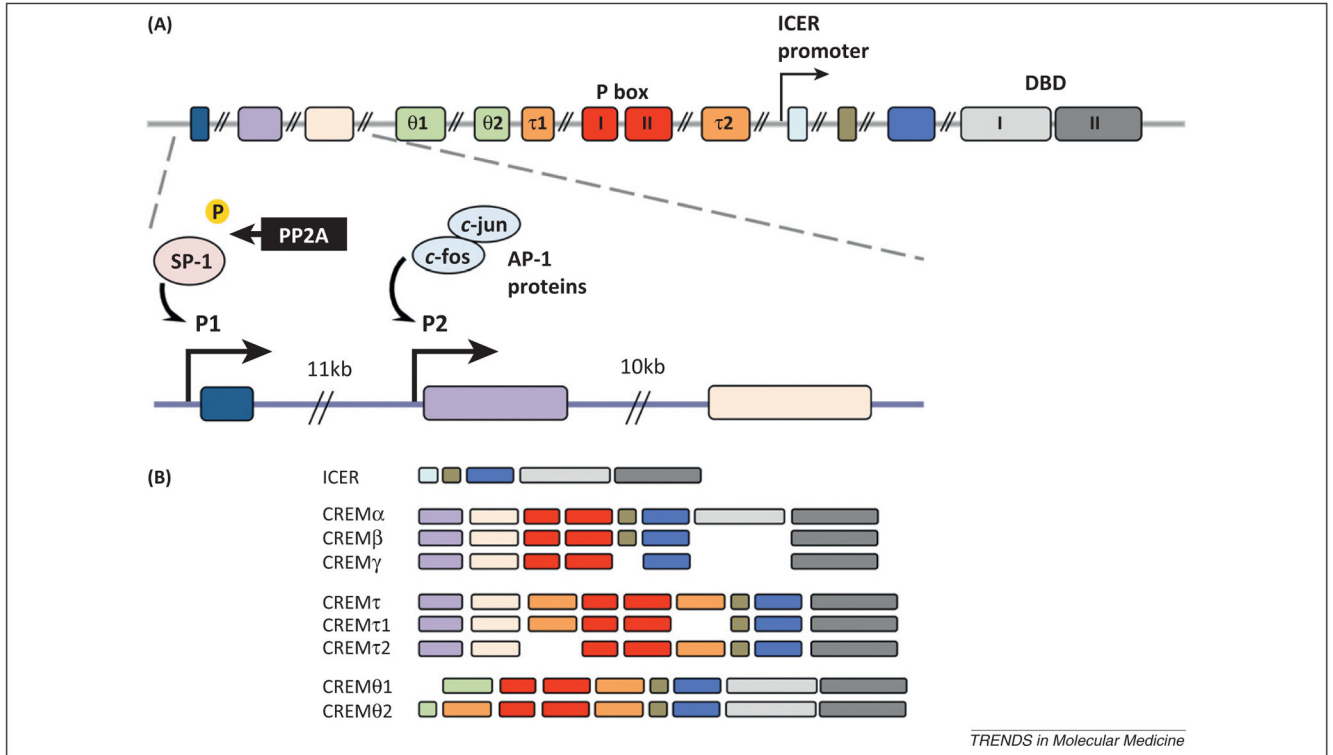 (A)
ICER
promoter
P box
DBD
θ1
θ2
τ1
I
II
τ2
I
II
P
PP2A
SP-1
c-jun
c-fos
AP-1
proteins
P1
P2
11kb
10kb
(B)
ICER
CREMα
CREMβ
CREMγ
CREMτ
CREMτ1
CREMτ2
CREMθ1
CREMθ2
TRENDS in Molecular Medicine